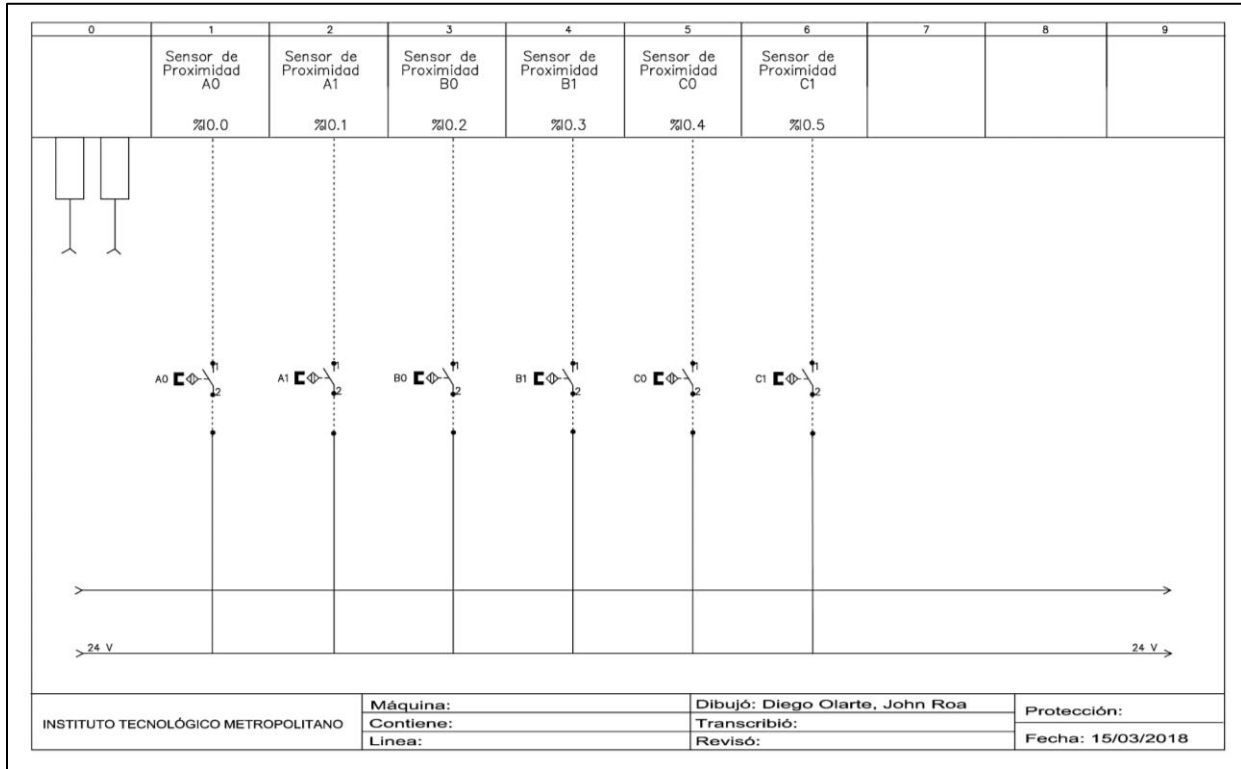 0 1 2 3 4 5 6 7 8 9
Sensor de Proximidad A0
Sensor de Proximidad A1
Sensor de Proximidad B0
Sensor de Proximidad B1
Sensor de Proximidad C0
Sensor de Proximidad C1
%I0.0 %I0.1 %I0.2 %I0.3 %I0.4 %I0.5
1 1 1 1 1 1
A0 A1 B0 B1 C0 C1
2 2 2 2 2 2
24 V 24 V
INSTITUTO TECNOLÓGICO METROPOLITANO
Máquina:
Contiene:
Linea:
Dibujó: Diego Olarte, John Roa
Transcribió:
Revisó:
Protección:
Fecha: 15/03/2018